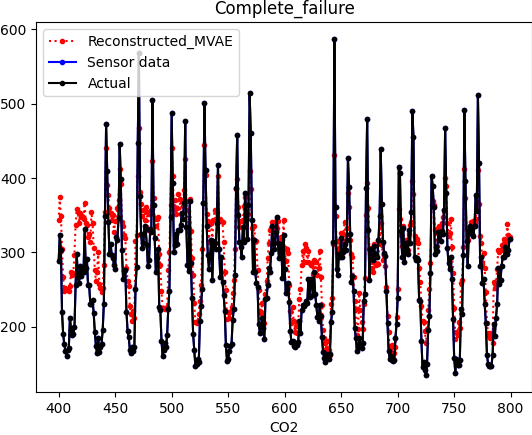 Complete_failure
600
500
400
300
200
Reconstructed_MVAE
Sensor data
Actual
400 450 500 550 600 650 700 750 800
CO2